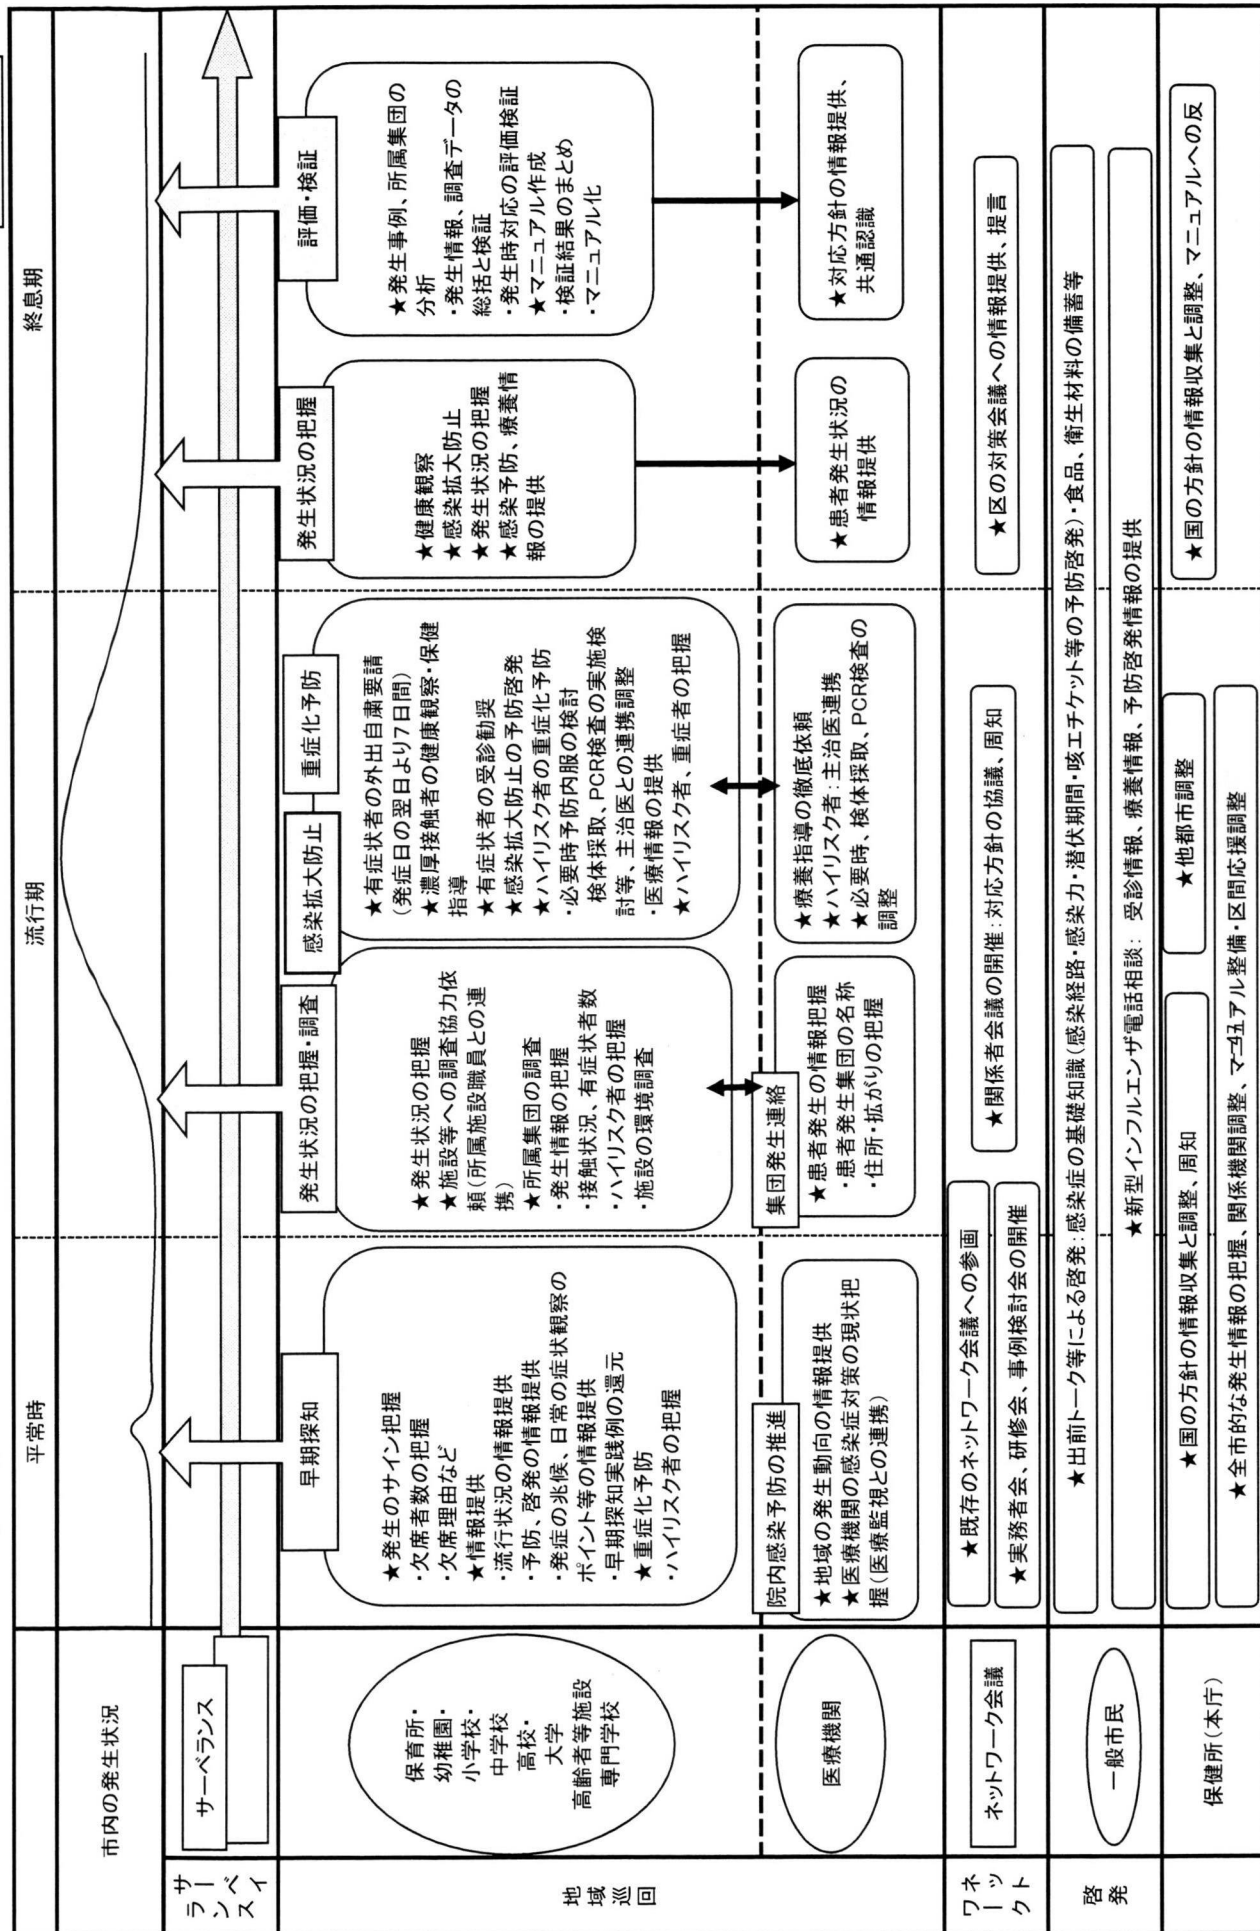 平常時
流行期
終息期
市内の発生状況
サーベイランス
サーベランス
地域巡回
保育所・
幼稚園・
小学校・
中学校
高校・
大学
高齢者等施設
専門学校
早期探知
★発生のサイン把握
・欠席者数の把握
・欠席理由など
★情報提供
・流行状況の情報提供
・予防、啓発の情報提供
・発症の兆候、日常の症状観察の
ポイント等の情報提供
・早期探知実践例の還元
★重症化予防
・ハイリスク者の把握
発生状況の把握・調査
★発生状況の把握
★施設等への調査協力依
頼(所属施設職員との連
携)
★所属集団の調査
・発生情報の把握
・接触状況、有症状者数
・ハイリスク者の把握
・施設の環境調査
感染拡大防止
重症化予防
★有症状者の外出自粛要請
(発症日の翌日より7日間)
★濃厚接触者の健康観察・保健
指導
★有症状者の受診勧奨
★感染拡大防止の予防啓発
★ハイリスク者の重症化予防
・必要時予防内服の検討
検体採取、PCR検査の実施検
討等、主治医との連携調整
・医療情報の提供
★ハイリスク者、重症者の把握
発生状況の把握
★健康観察
★感染拡大防止
★発生状況の把握
★感染予防、療養情
報の提供
評価・検証
★発生事例、所属集団の
分析
・発生情報、調査データの
総括と検証
・発生時対応の評価検証
★マニュアル作成
・検証結果のまとめ
・マニュアル化
医療機関
院内感染予防の推進
★地域の発生動向の情報提供
★医療機関の感染症対策の現状把
握(医療監視との連携)
集団発生連絡
★患者発生の情報把握
・患者発生集団の名称
・住所・拡がりの把握
★療養指導の徹底依頼
★ハイリスク者:主治医連携
★必要時、検体採取、PCR検査の
調整
★患者発生状況の
情報提供
★対応方針の情報提供、
共通認識
ネットワーク
ネットワーク会議
★既存のネットワーク会議への参画
★実務者会、研修会、事例検討会の開催
★関係者会議の開催:対応方針の協議、周知
★区の対策会議への情報提供、提言
啓発
一般市民
★出前トーク等による啓発:感染症の基礎知識(感染経路・感染力・潜伏期間・咳エチケット等の予防啓発)・食品、衛生材料の備蓄等
★新型インフルエンザ電話相談: 受診情報、療養情報、予防啓発情報の提供
保健所(本庁)
★国の方針の情報収集と調整、周知
★他都市調整
★国の方針の情報収集と調整、マニュアルへの反
★全市的な発生情報の把握、関係機関調整、マニュアル整備・区間応援調整